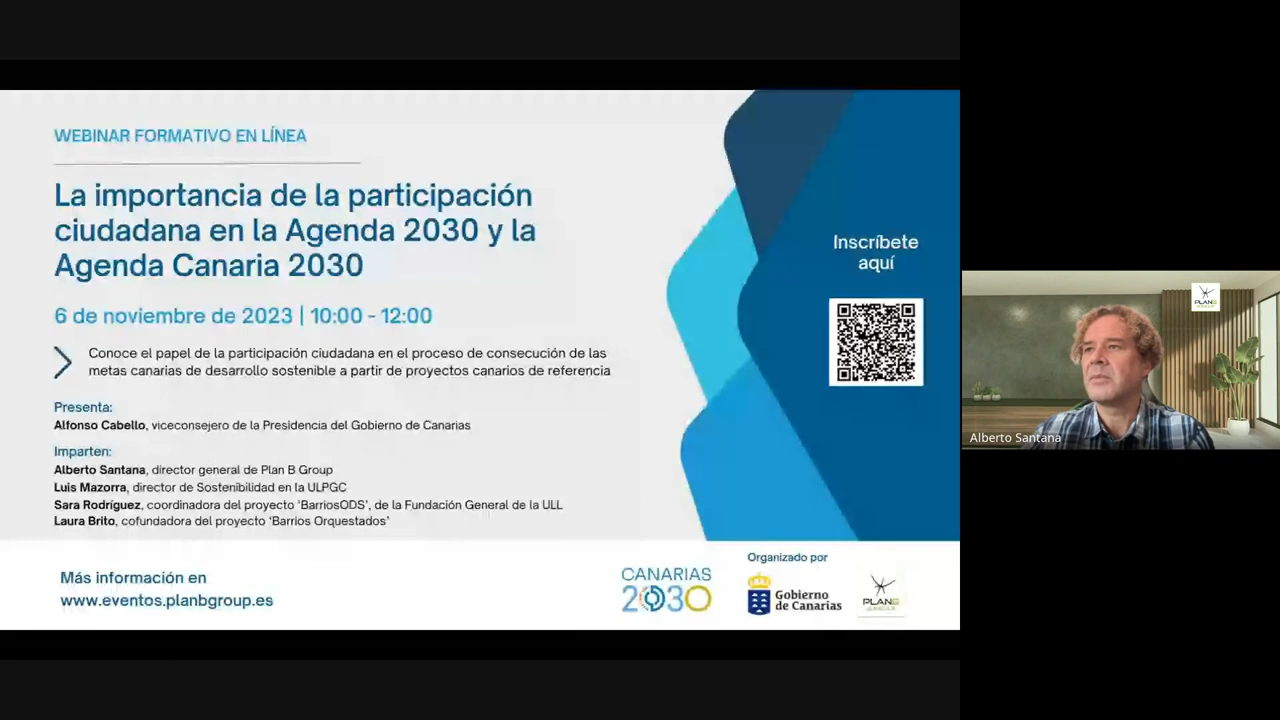 WEBINAR FORMATIVO EN LÍNEA
La importancia de la participación
ciudadana en la Agenda 2030 y la
Agenda Canaria 2030
6 de noviembre de 2023 | 10:00 - 12:00
Conoce el papel de la participación ciudadana en el proceso de consecución de las
metas canarias de desarrollo sostenible a partir de proyectos canarios de referencia
Presenta:
Alfonso Cabello, viceconsejero de la Presidencia del Gobierno de Canarias
Imparten:
Alberto Santana, director general de Plan B Group
Luis Mazorra, director de Sostenibilidad en la ULPGC
Sara Rodríguez, coordinadora del proyecto ‘BarriosODS’, de la Fundación General de la ULL
Laura Brito, cofundadora del proyecto ‘Barrios Orquestados’
Inscríbete
aquí
Más información en
www.eventos.planbgroup.es
CANARIAS
2030
Organizado por
Gobierno
de Canarias
PLANB
PLANB
Alberto Santana